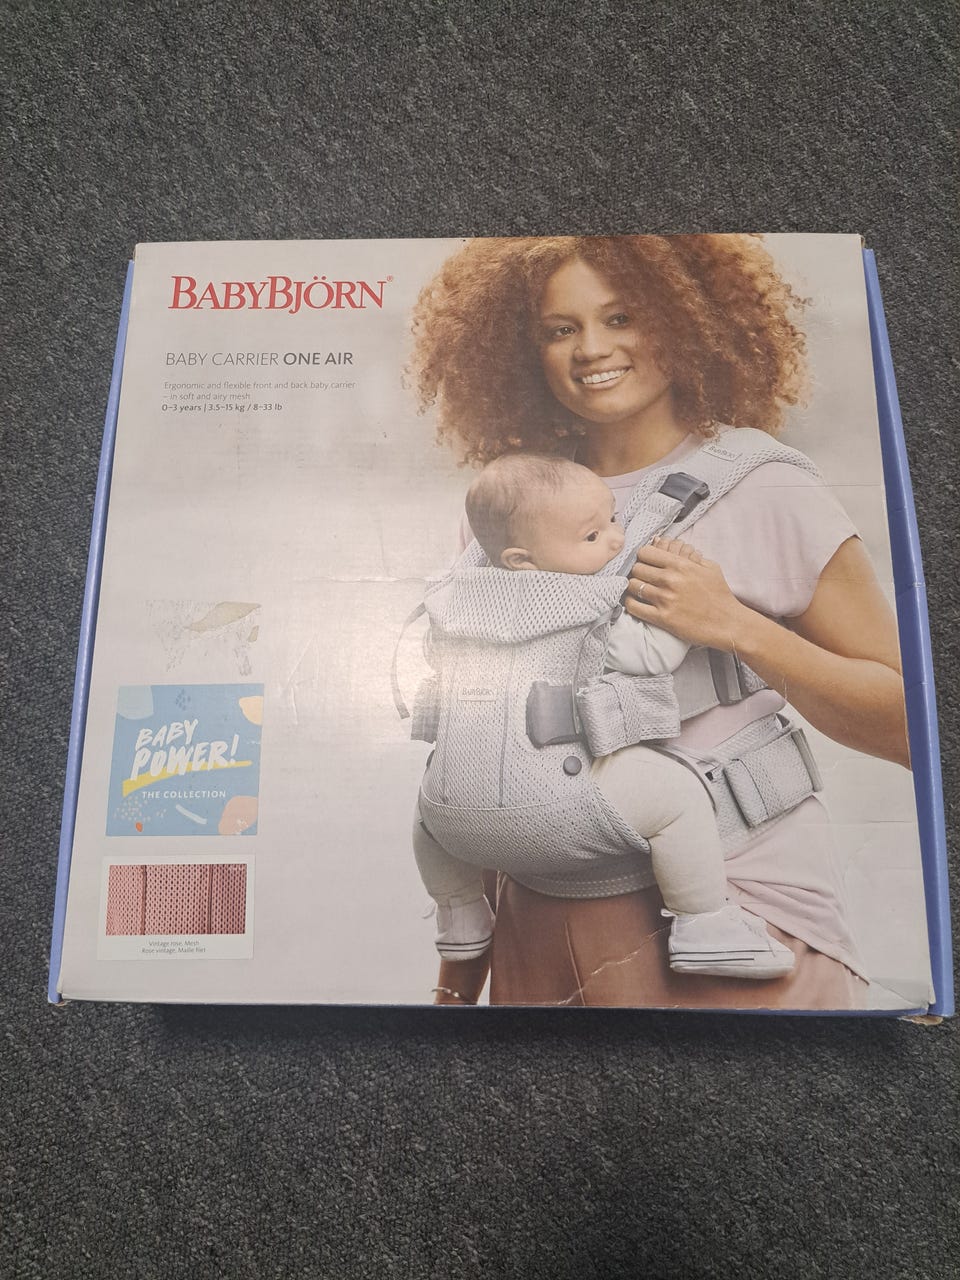 BABYBJÖRN®
BABY CARRIER ONE AIR
Ergonomic and flexible front and back baby carrier
– in soft and airy mesh
0–3 years | 3.5–15 kg / 8–33 lb
BABYBJÖRN
BABYBJÖRN
BABY
POWER!
THE COLLECTION
Vintage rose, Mesh
Rose vintage, Maille filet